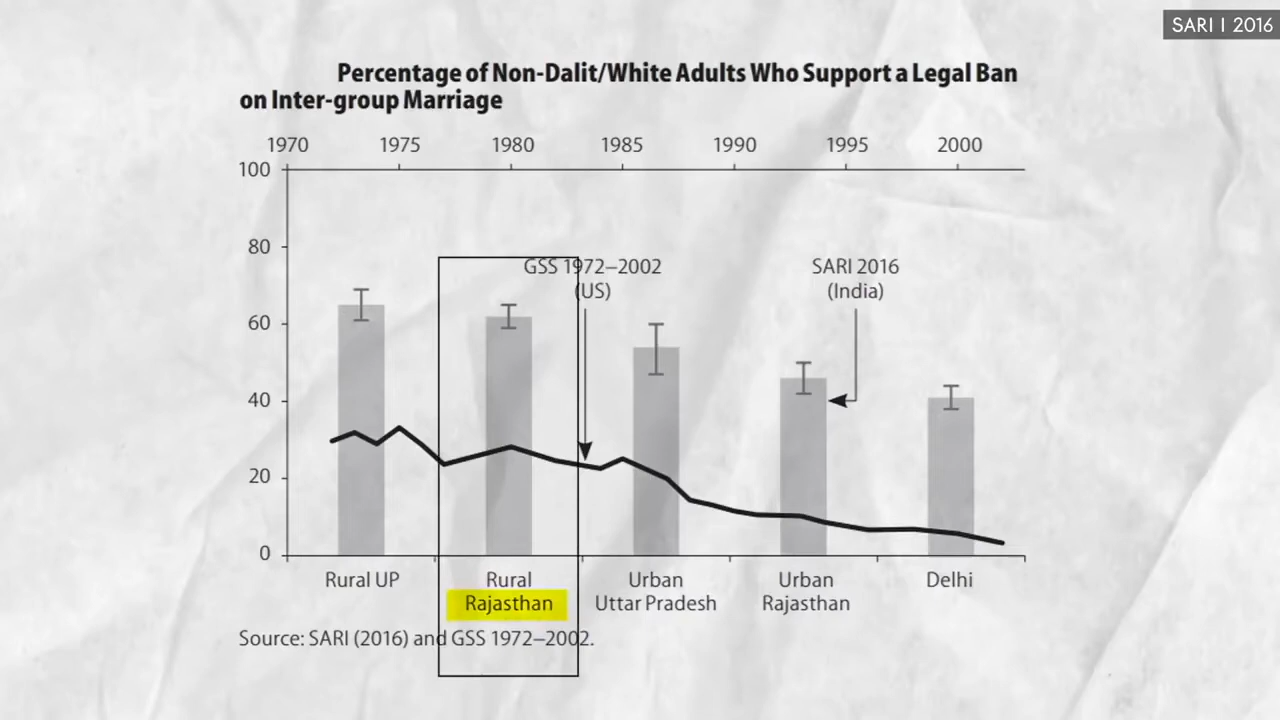 SARI I 2016
Percentage of Non-Dalit/White Adults Who Support a Legal Ban
on Inter-group Marriage
1970 1975 1980 1985 1990 1995 2000
100
80
60
40
20
0
GSS 1972–2002
(US)
SARI 2016
(India)
Rural UP
Rural
Rajasthan
Urban
Uttar Pradesh
Urban
Rajasthan
Delhi
Source: SARI (2016) and GSS 1972–2002.